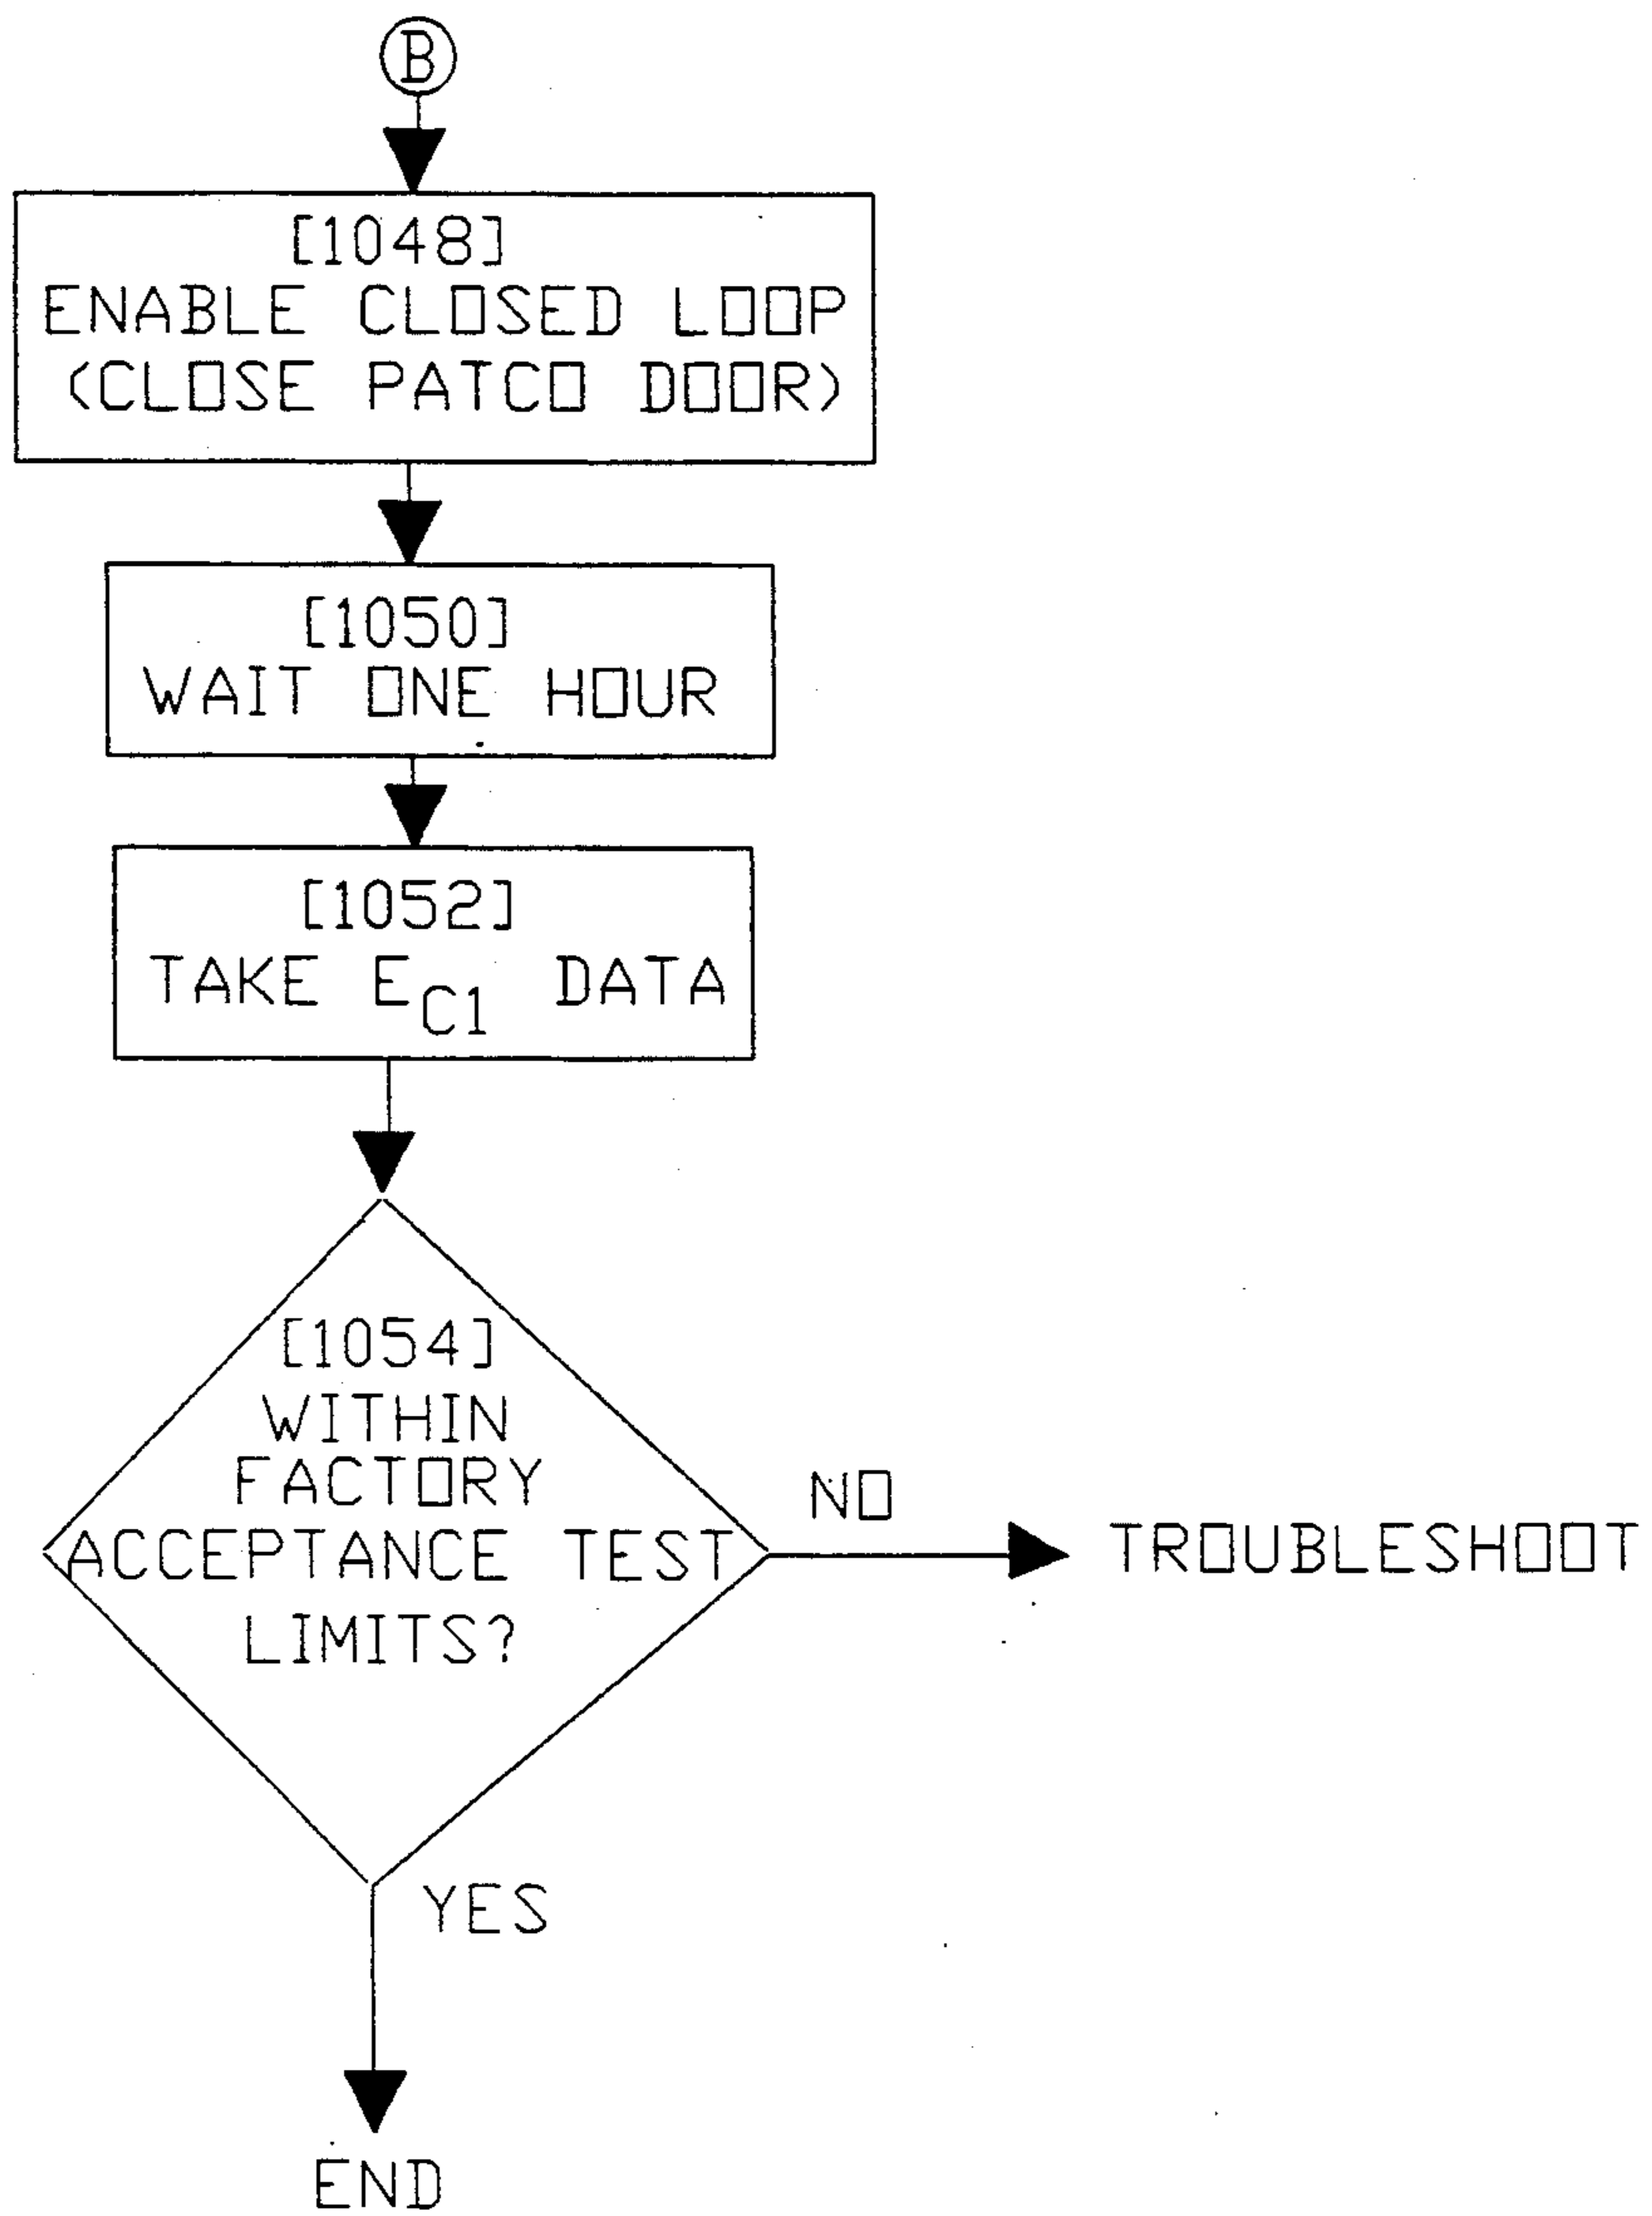 B
[1048]
ENABLE CLOSED LOOP
(CLOSE PATCO DOOR)
[1050]
WAIT ONE HOUR
[1052]
TAKE E_C1 DATA
[1054]
WITHIN
FACTORY
ACCEPTANCE TEST
LIMITS?
NO
TROUBLESHOOT
YES
END